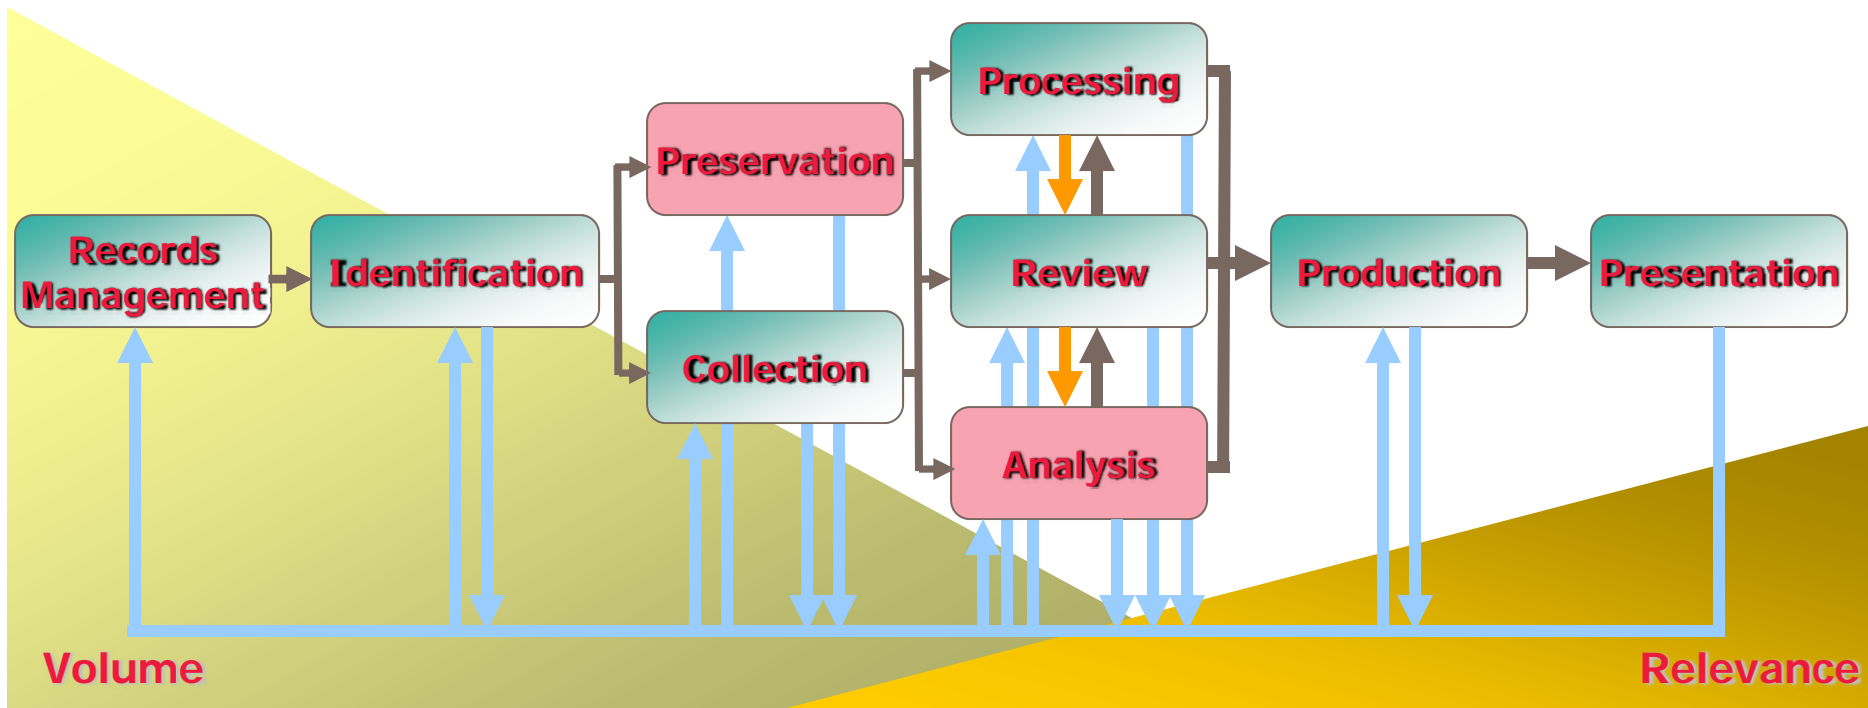 Processing
Preservation
Records
Management
Identification
Review
Production
Presentation
Collection
Analysis
Volume
Relevance